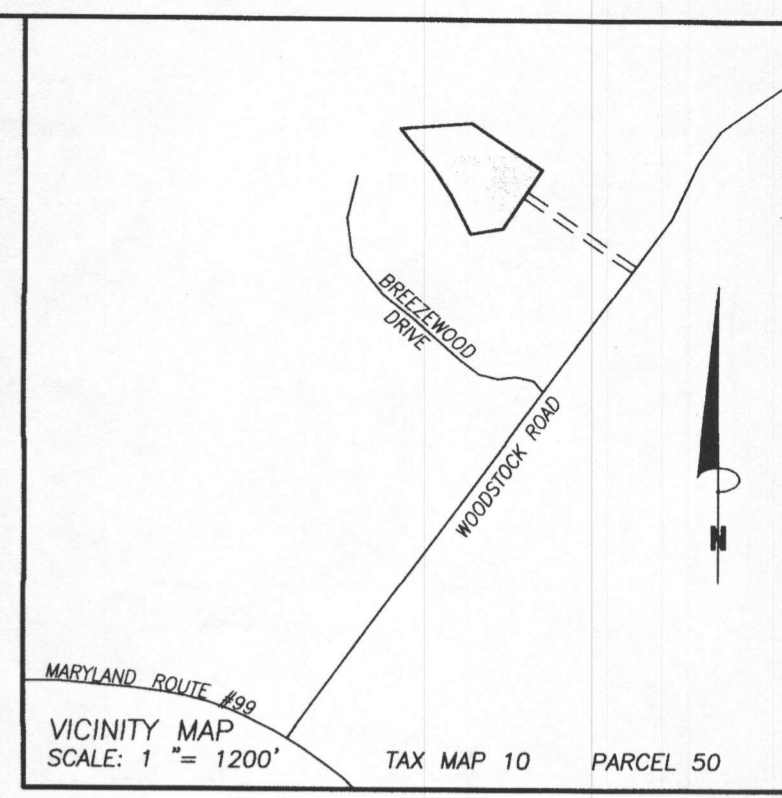 BREEZEWOOD
DRIVE
WOODSTOCK ROAD
N
MARYLAND ROUTE #99
VICINITY MAP
SCALE: 1 "= 1200'
TAX MAP 10 PARCEL 50